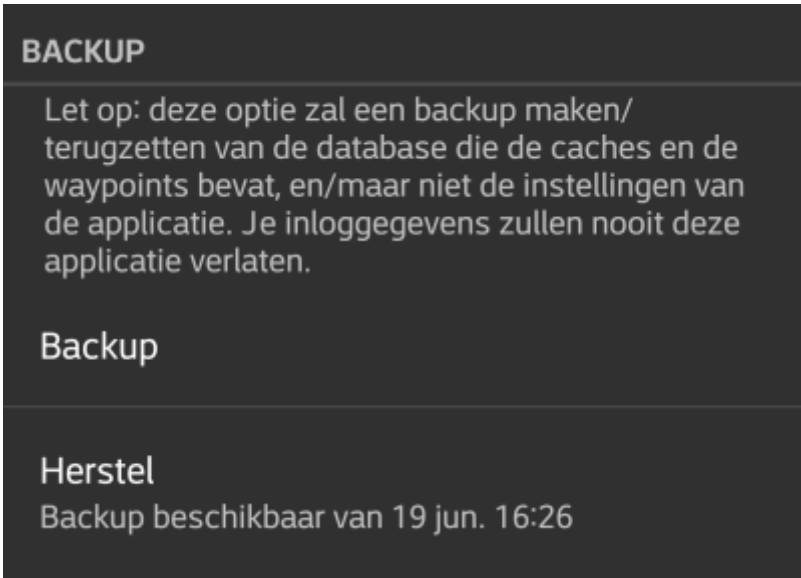 BACKUP
Let op: deze optie zal een backup maken/
terugzetten van de database die de caches en de
waypoints bevat, en/maar niet de instellingen van
de applicatie. Je inloggegevens zullen nooit deze
applicatie verlaten.
Backup
Herstel
Backup beschikbaar van 19 jun. 16:26